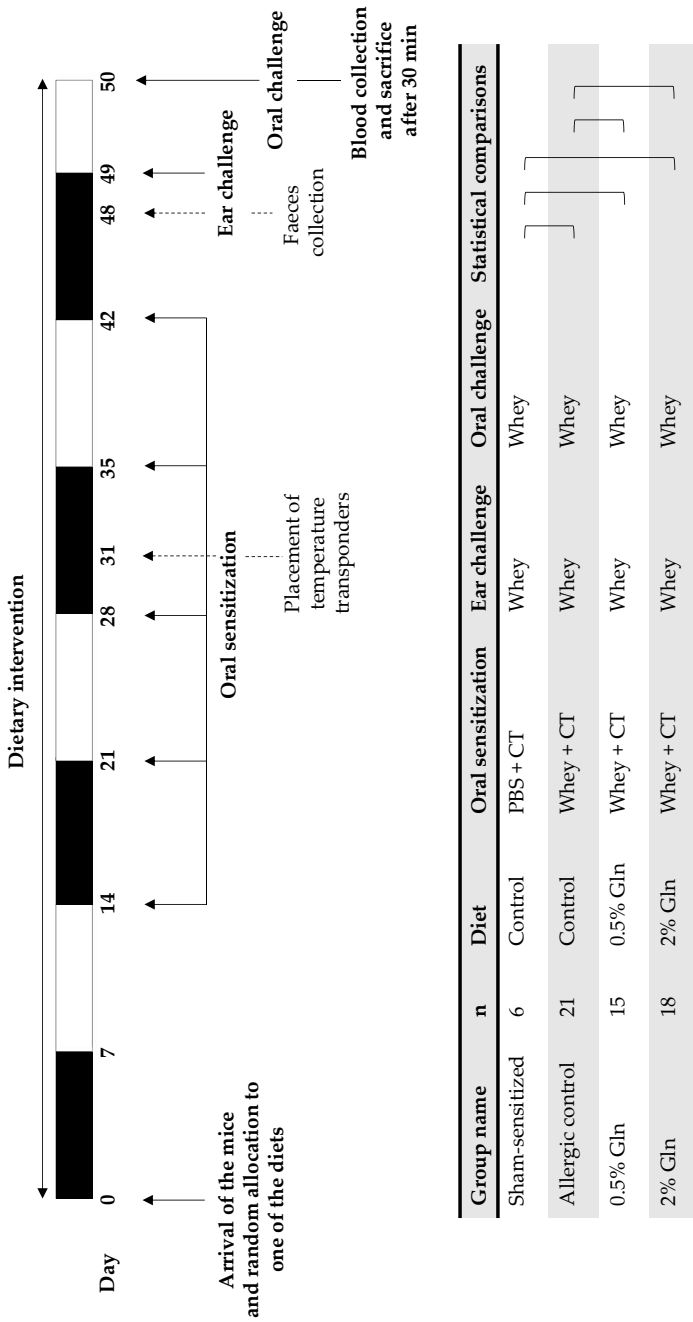 Dietary intervention
Day
0 7 14 21 28 31 35 42 48 49 50
Arrival of the mice
and random allocation to
one of the diets
Oral sensitization
Placement of
temperature
transponders
Faeces
collection
Ear challenge
Oral challenge
Blood collection
and sacrifice
after 30 min
Group name n Diet Oral sensitization Ear challenge Oral challenge Statistical comparisons
Sham-sensitized 6 Control PBS + CT Whey Whey
Allergic control 21 Control Whey + CT Whey Whey
0.5% Gln 15 0.5% Gln Whey + CT Whey Whey
2% Gln 18 2% Gln Whey + CT Whey Whey